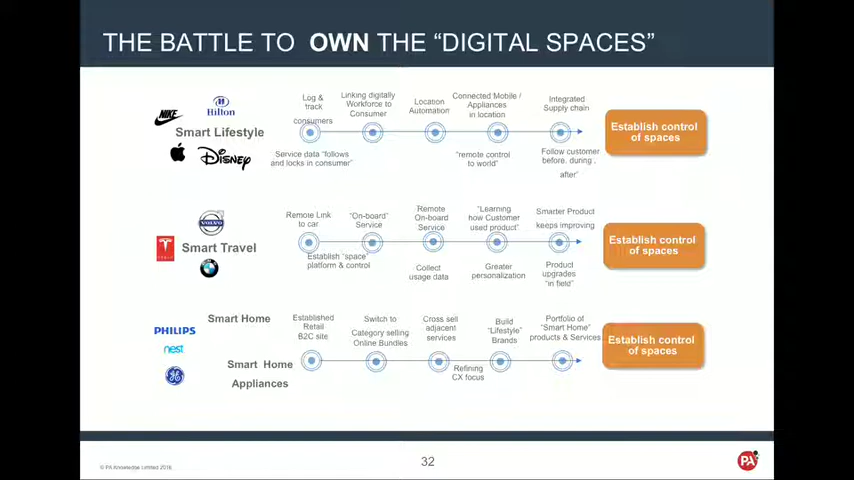 THE BATTLE TO OWN THE “DIGITAL SPACES”
NIKE
Hilton
Smart Lifestyle
Disney
Log &
track
consumers
Linking digitally
Workforce to
Consumer
Location
Automation
Connected Mobile /
Appliances
in location
Integrated
Supply chain
Service data “follows
and locks in consumer”
“remote control
to world”
Follow customer
before, during ,
after”
Establish control
of spaces
VOLVO
TESLA
Smart Travel
Remote Link
to car
“On-board”
Service
Remote
On-board
Service
“Learning
how Customer
used product”
Smarter Product
keeps improving
Establish “space”
platform & control
Collect
usage data
Greater
personalization
Product
upgrades
“in field”
Establish control
of spaces
Smart Home
PHILIPS
nest
GE
Smart Home
Appliances
Established
Retail
B2C site
Switch to
Category selling
Online Bundles
Cross sell
adjacent
services
Build
“Lifestyle”
Brands
Portfolio of
“Smart Home”
products & Services
Refining
CX focus
Establish control
of spaces
© PA Knowledge Limited 2016
32
PA